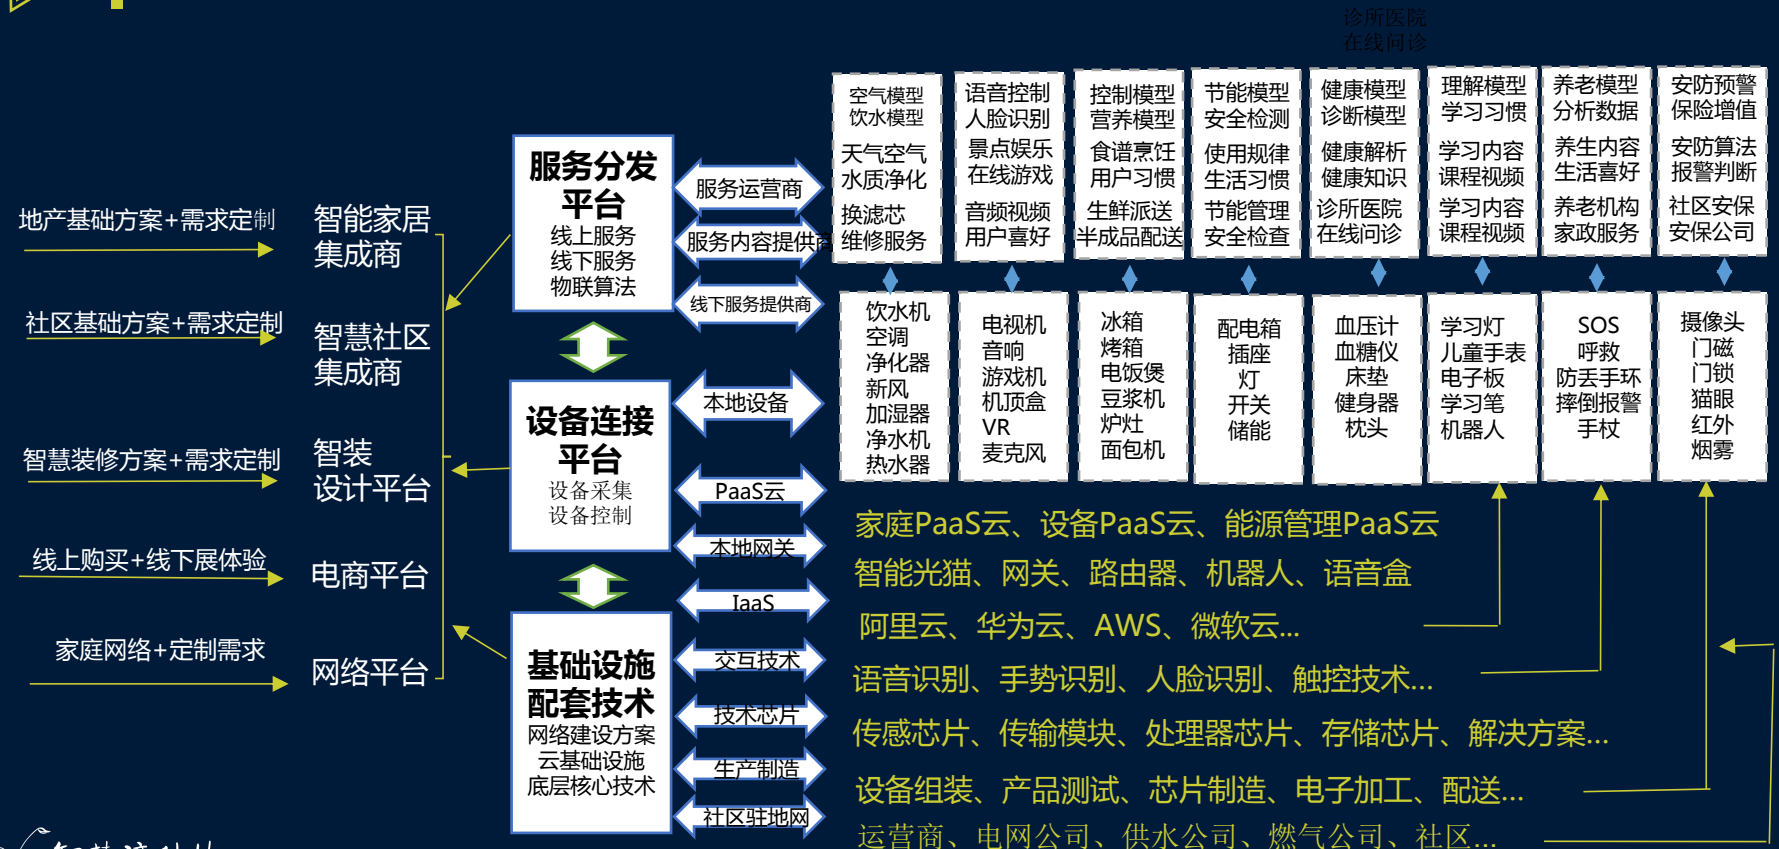 诊所医院
在线问诊
地产基础方案+需求定制
社区基础方案+需求定制
智慧装修方案+需求定制
线上购买+线下展体验
家庭网络+定制需求
智能家居
集成商
智慧社区
集成商
智装
设计平台
电商平台
网络平台
服务分发
平台
线上服务
线下服务
物联算法
设备连接
平台
设备采集
设备控制
基础设施
配套技术
网络建设方案
云基础设施
底层核心技术
服务运营商
服务内容提供商
线下服务提供商
本地设备
PaaS云
本地网关
IaaS
交互技术
技术芯片
生产制造
社区驻地网
空气模型
饮水模型
天气空气
水质净化
换滤芯
维修服务
语音控制
人脸识别
景点娱乐
在线游戏
音频视频
用户喜好
控制模型
营养模型
食谱烹饪
用户习惯
生鲜派送
半成品配送
节能模型
安全检测
使用规律
生活习惯
节能管理
安全检查
健康模型
诊断模型
健康解析
健康知识
诊所医院
在线问诊
理解模型
学习习惯
学习内容
课程视频
学习内容
课程视频
养老模型
分析数据
养生内容
生活喜好
养老机构
家政服务
安防预警
保险增值
安防算法
报警判断
社区安保
安保公司
饮水机
空调
净化器
新风
加湿器
净水机
热水器
电视机
音响
游戏机
机顶盒
VR
麦克风
冰箱
烤箱
电饭煲
豆浆机
炉灶
面包机
配电箱
插座
灯
开关
储能
血压计
血糖仪
床垫
健身器
枕头
学习灯
儿童手表
电子板
学习笔
机器人
SOS
呼救
防丢手环
摔倒报警
手杖
摄像头
门磁
门锁
猫眼
红外
烟雾
家庭PaaS云、设备PaaS云、能源管理PaaS云
智能光猫、网关、路由器、机器人、语音盒
阿里云、华为云、AWS、微软云...
语音识别、手势识别、人脸识别、触控技术...
传感芯片、传输模块、处理器芯片、存储芯片、解决方案...
设备组装、产品测试、芯片制造、电子加工、配送...
运营商、电网公司、供水公司、燃气公司、社区...